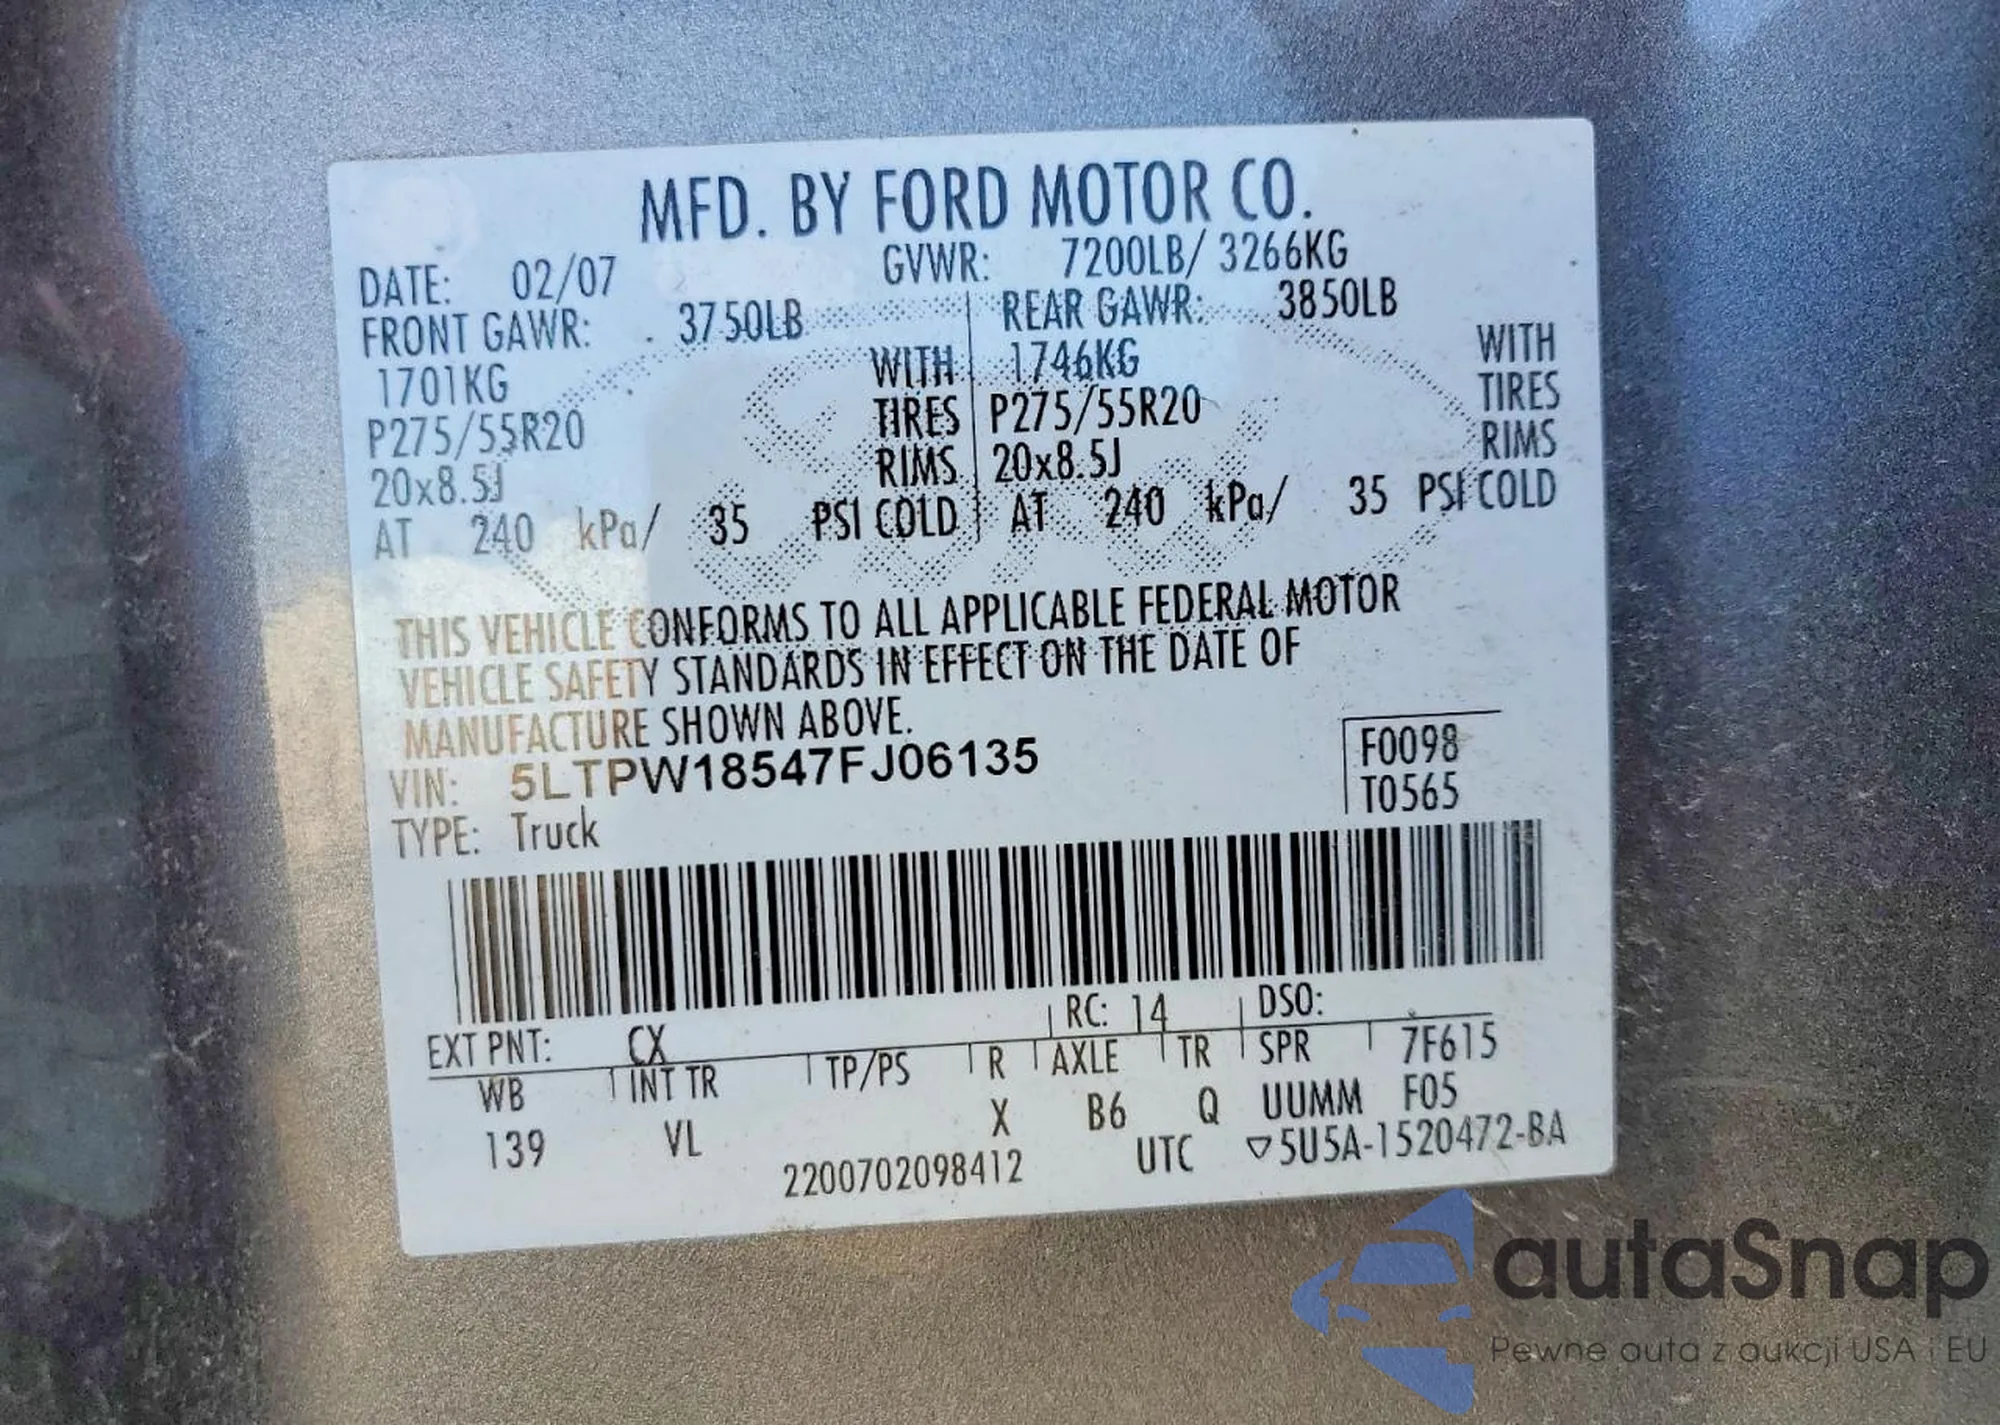 MFD. BY FORD MOTOR CO.
DATE: 02/07 GVWR: 7200LB/ 3266KG
FRONT GAWR: 3750LB REAR GAWR: 3850LB
1701KG WITH 1746KG WITH
P275/55R20 TIRES P275/55R20 TIRES
20x8.5J RIMS 20x8.5J RIMS
AT 240 kPa/ 35 PSI COLD AT 240 kPa/ 35 PSI COLD
THIS VEHICLE CONFORMS TO ALL APPLICABLE FEDERAL MOTOR
VEHICLE SAFETY STANDARDS IN EFFECT ON THE DATE OF
MANUFACTURE SHOWN ABOVE.
VIN: 5LTPW18547FJ06135 F0098
TYPE: Truck T0565
EXT PNT: CX RC: 14 DSO:
WB INT TR TP/PS R AXLE TR SPR 7F615
139 VL X B6 Q UUMM F05
2200702098412 UTC ▽5U5A-1520472-BA
autaSnap
Pewne auta z aukcji USA i EU